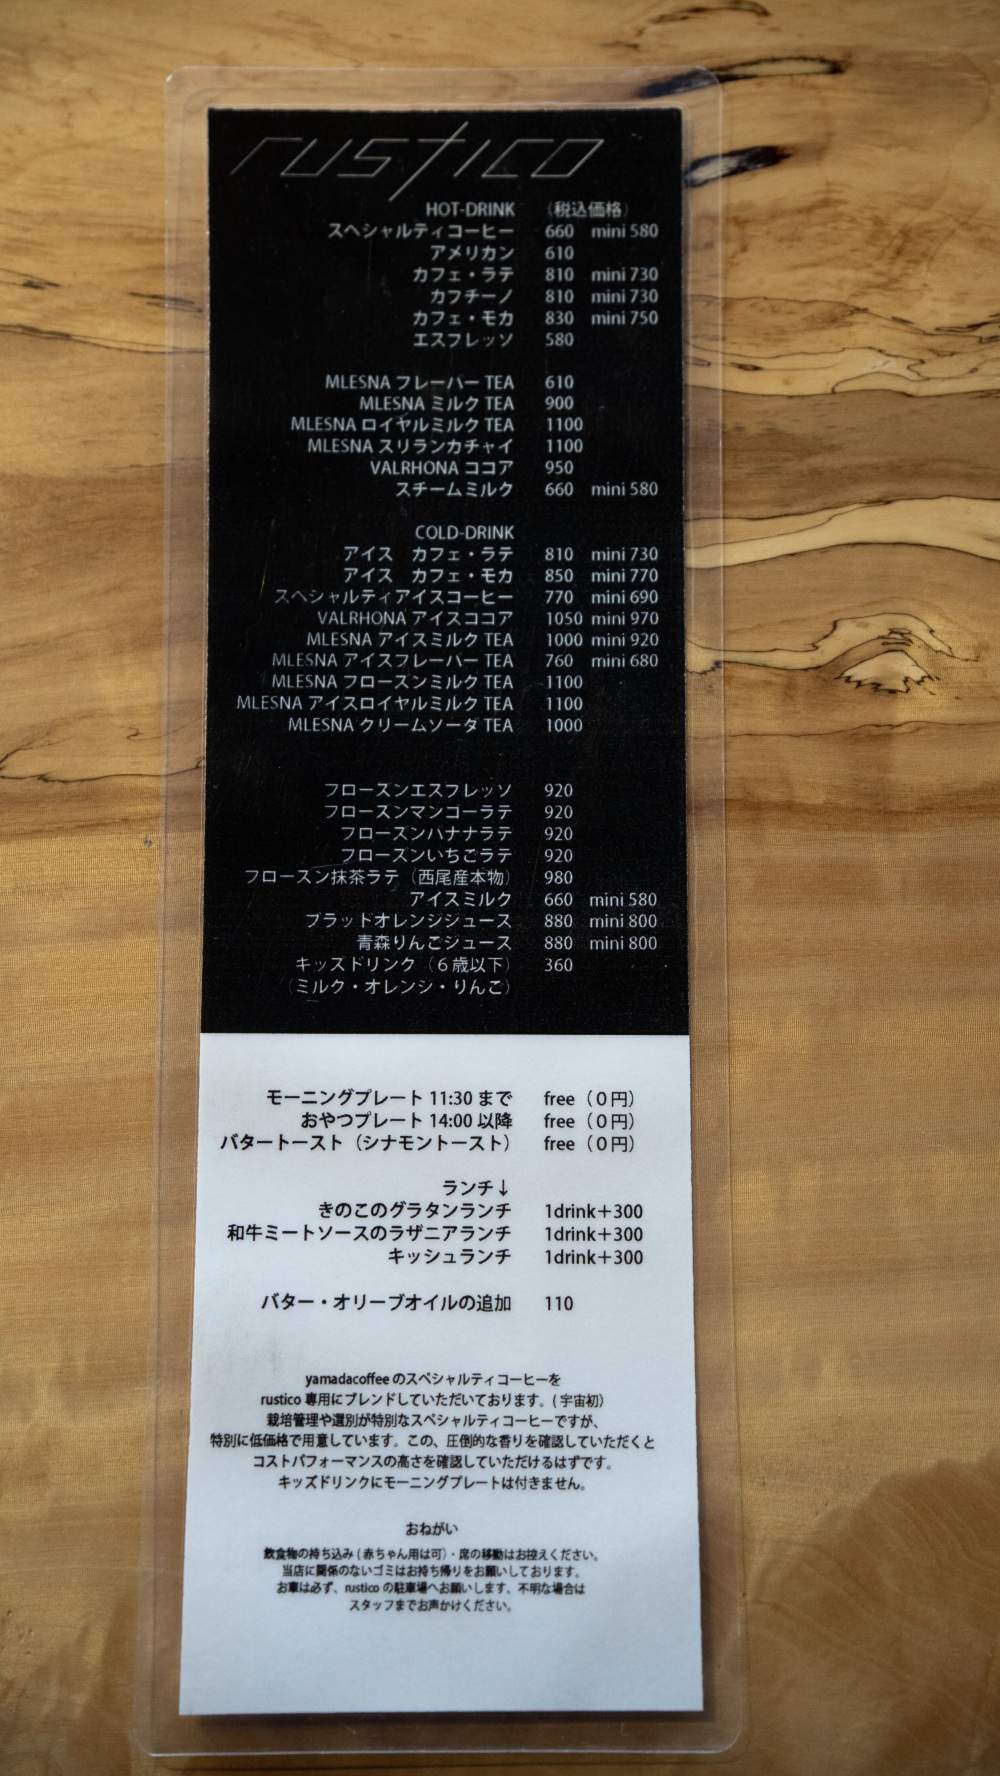 rustico
HOT-DRINK （税込価格）
スペシャルティコーヒー 660 mini 580
アメリカン 610
カフェ・ラテ 810 mini 730
カプチーノ 810 mini 730
カフェ・モカ 830 mini 750
エスプレッソ 580
MLESNA フレーバー TEA 610
MLESNA ミルク TEA 900
MLESNA ロイヤルミルク TEA 1100
MLESNA スリランカチャイ 1100
VALRHONA ココア 950
スチームミルク 660 mini 580
COLD-DRINK
アイス カフェ・ラテ 810 mini 730
アイス カフェ・モカ 850 mini 770
スペシャルティアイスコーヒー 770 mini 690
VALRHONA アイスココア 1050 mini 970
MLESNA アイスミルク TEA 1000 mini 920
MLESNA アイスフレーバー TEA 760 mini 680
MLESNA フローズンミルク TEA 1100
MLESNA アイスロイヤルミルク TEA 1100
MLESNA クリームソーダ TEA 1000
フローズンエスプレッソ 920
フローズンマンゴーラテ 920
フローズンバナナラテ 920
フローズンいちごラテ 920
フローズン抹茶ラテ（西尾産本物） 980
アイスミルク 660 mini 580
ブラッドオレンジジュース 880 mini 800
青森りんごジュース 880 mini 800
キッズドリンク（６歳以下） 360
（ミルク・オレンジ・りんご）
モーニングプレート 11:30 まで free（０円）
おやつプレート 14:00 以降 free（０円）
バタートースト（シナモントースト） free（０円）
ランチ↓
きのこのグラタンランチ 1drink＋300
和牛ミートソースのラザニアランチ 1drink＋300
キッシュランチ 1drink＋300
バター・オリーブオイルの追加 110
yamadacoffee のスペシャルティコーヒーを
rustico 専用にブレンドしていただいております。( 宇宙初）
栽培管理や選別が特別なスペシャルティコーヒーですが、
特別に低価格で用意しています。この、圧倒的な香りを確認していただくと
コストパフォーマンスの高さを確認していただけるはずです。
キッズドリンクにモーニングプレートは付きません。
おねがい
飲食物の持ち込み ( 赤ちゃん用は可）・席の移動はお控えください。
当店に関係のないゴミはお持ち帰りをお願いしております。
お車は必ず、rustico の駐車場へお願いします。不明な場合は
スタッフまでお声かけください。